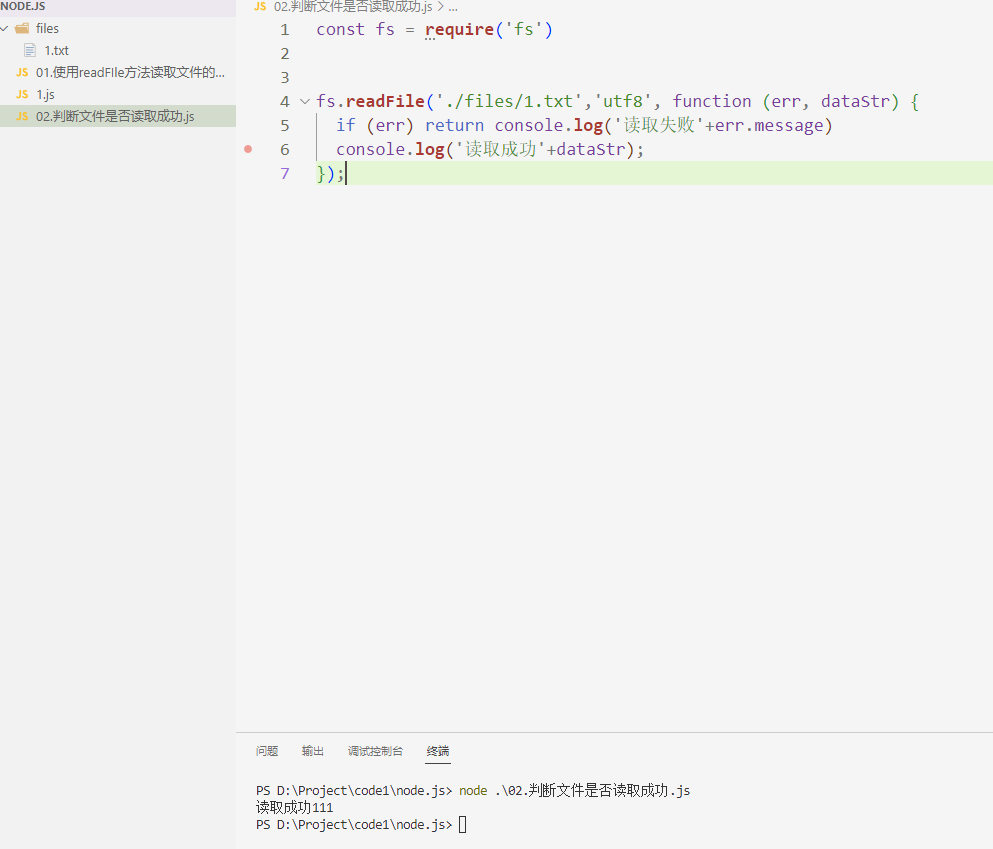 NODE.JS
files
1.txt
JS 01.使用readFIle方法读取文件的...
JS 1.js
JS 02.判断文件是否读取成功.js
JS 02.判断文件是否读取成功.js > ...
1 const fs = require('fs')
2
3
4 fs.readFile('./files/1.txt','utf8', function (err, dataStr) {
5 if (err) return console.log('读取失败'+err.message)
6 console.log('读取成功'+dataStr);
7 });
问题 输出 调试控制台 终端
PS D:\Project\code1\node.js> node .\02.判断文件是否读取成功.js
读取成功111
PS D:\Project\code1\node.js>